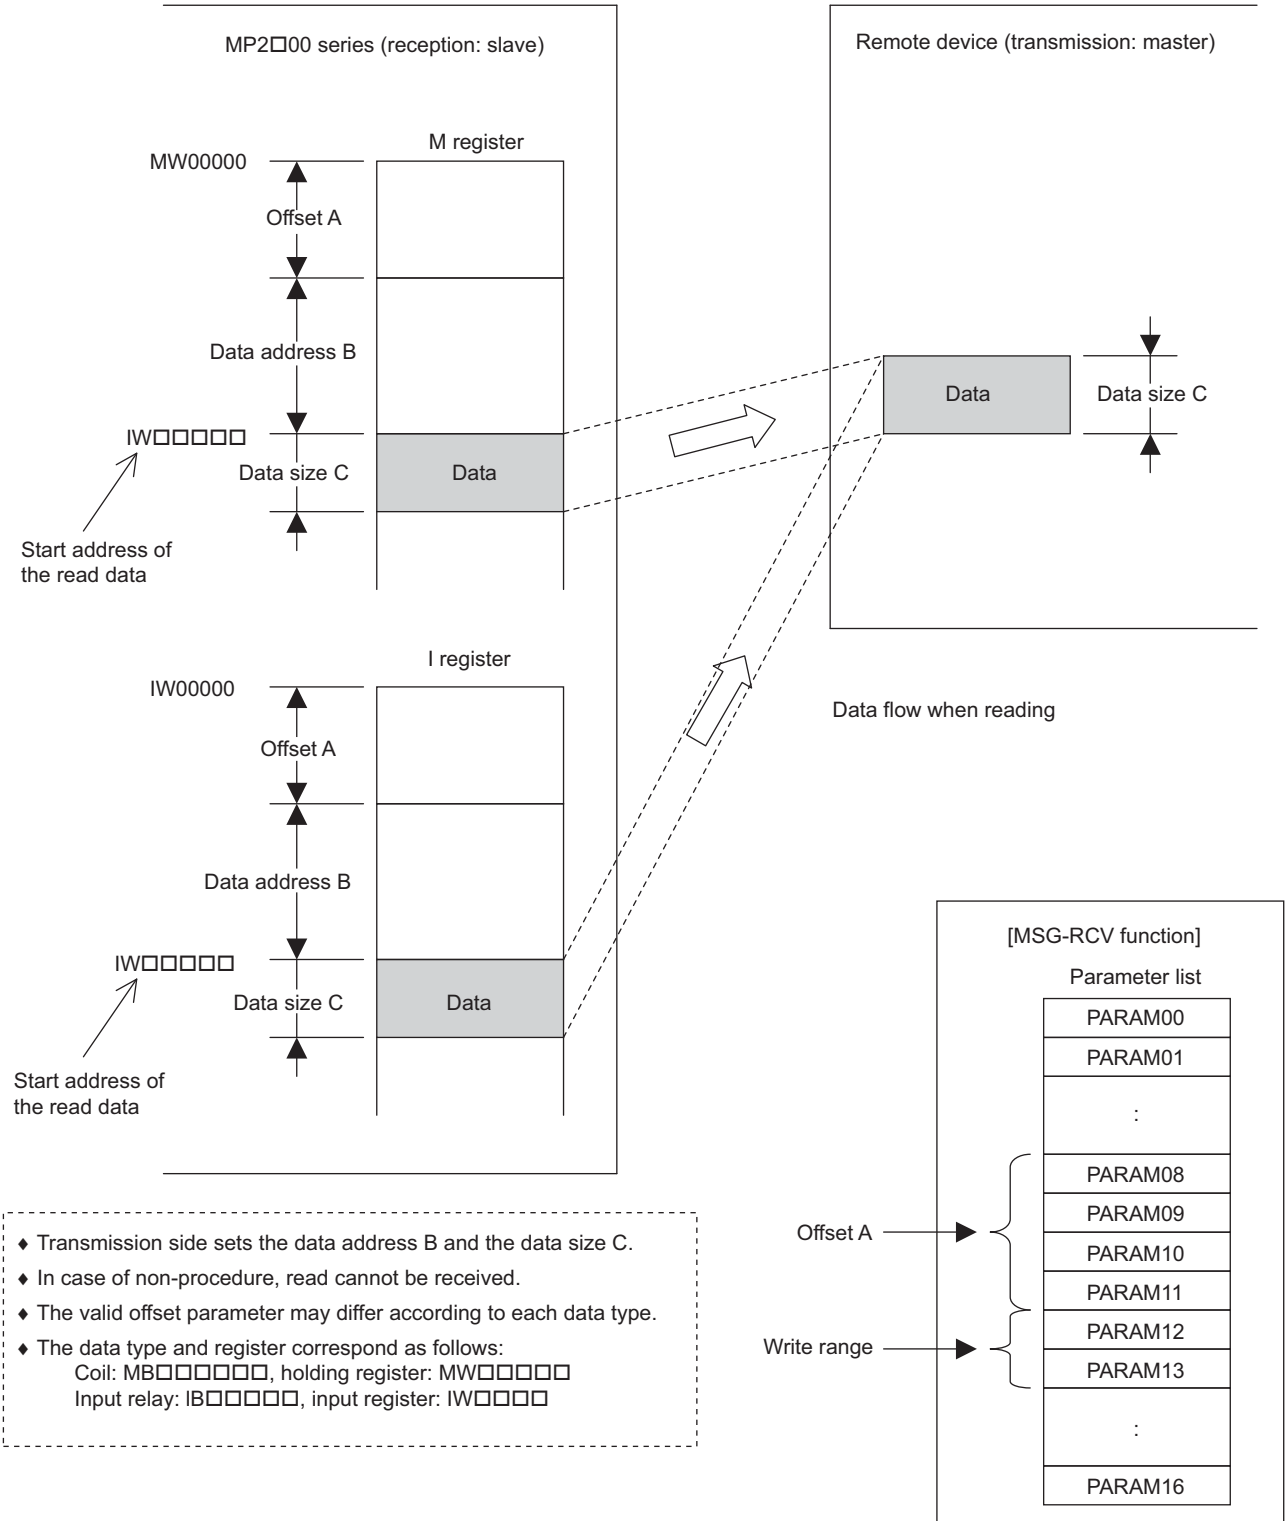 MP2□00 series (reception: slave)
Remote device (transmission: master)
M register
MW00000
Offset A
Data address B
IW□□□□□
Data size C
Data
Start address of
the read data
Data
Data size C
I register
IW00000
Offset A
Data address B
IW□□□□□
Data size C
Data
Start address of
the read data
Data flow when reading
[MSG-RCV function]
Parameter list
PARAM00
PARAM01
:
PARAM08
PARAM09
PARAM10
PARAM11
PARAM12
PARAM13
:
PARAM16
Offset A
Write range
♦ Transmission side sets the data address B and the data size C.
♦ In case of non-procedure, read cannot be received.
♦ The valid offset parameter may differ according to each data type.
♦ The data type and register correspond as follows:
Coil: MB□□□□□□, holding register: MW□□□□□
Input relay: IB□□□□□, input register: IW□□□□